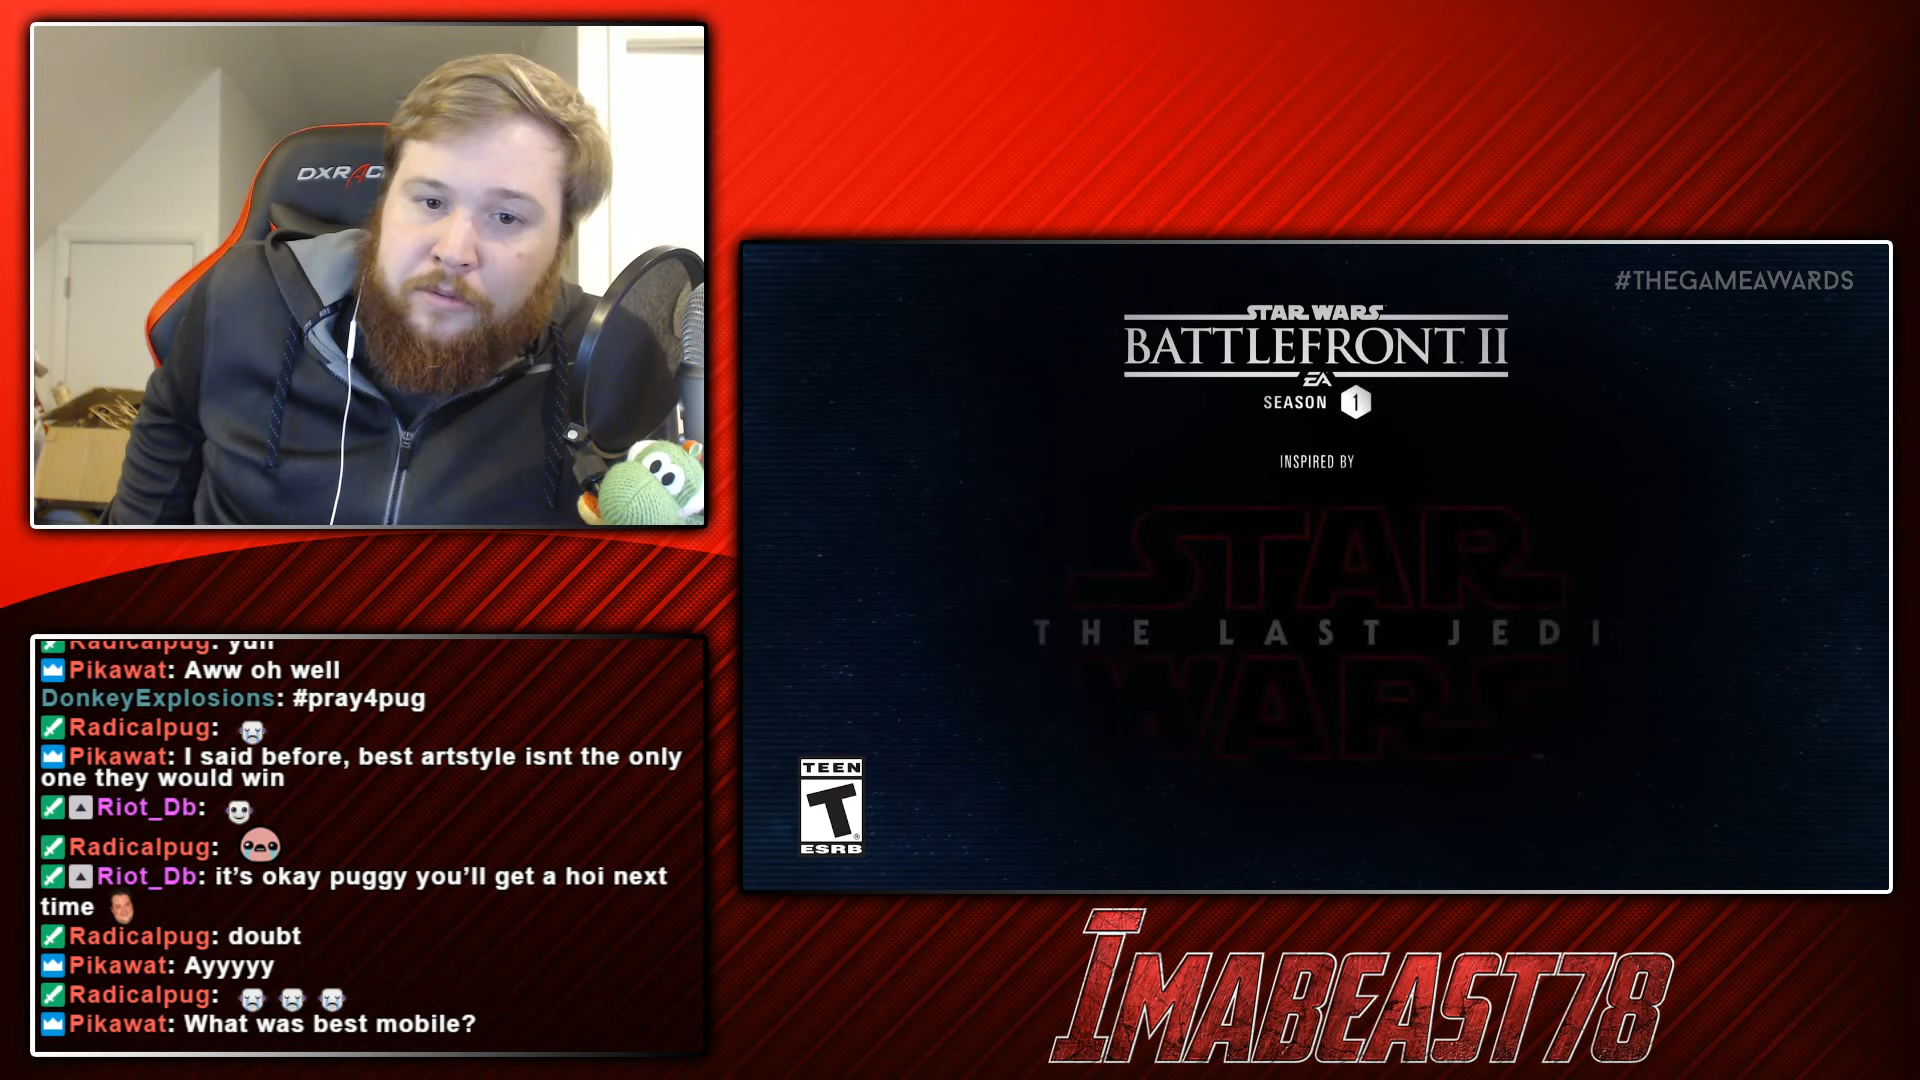 DXRAC
Radicalpug: yuh
Pikawat: Aww oh well
DonkeyExplosions: #pray4pug
Radicalpug:
Pikawat: I said before, best artstyle isnt the only
one they would win
Riot_Db:
Radicalpug:
Riot_Db: it’s okay puggy you’ll get a hoi next
time
Radicalpug: doubt
Pikawat: Ayyyyy
Radicalpug:
Pikawat: What was best mobile?
#THEGAMEAWARDS
STAR WARS
BATTLEFRONT II
EA
SEASON 1
INSPIRED BY
STAR
THE LAST JEDI
WARS
TEEN
T
ESRB
IMABEAST78